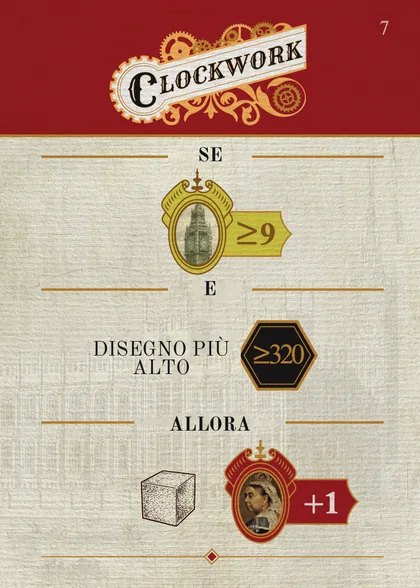 7
CLOCKWORK
SE
≥9
E
DISEGNO PIÙ
ALTO
≥320
ALLORA
+1